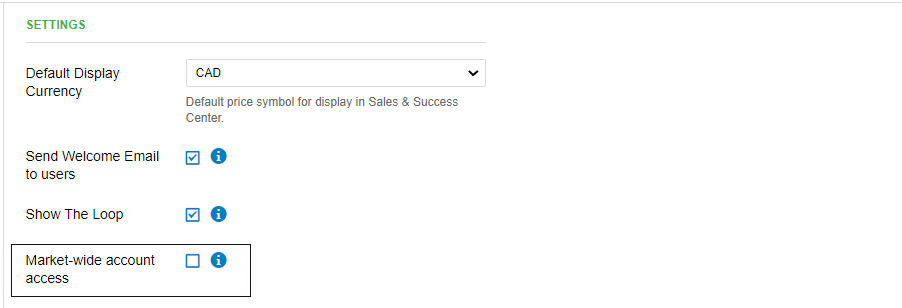 SETTINGS
Default Display
Currency
CAD
Default price symbol for display in Sales & Success
Center.
Send Welcome Email
to users
Show The Loop
Market-wide account
access